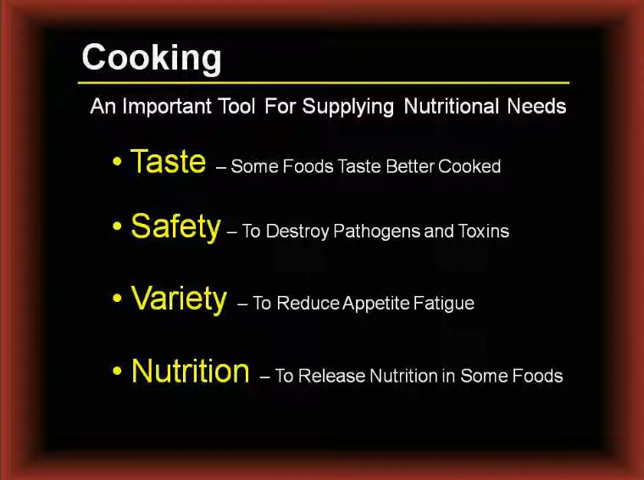 Cooking
An Important Tool For Supplying Nutritional Needs
• Taste – Some Foods Taste Better Cooked
• Safety – To Destroy Pathogens and Toxins
• Variety – To Reduce Appetite Fatigue
• Nutrition – To Release Nutrition in Some Foods